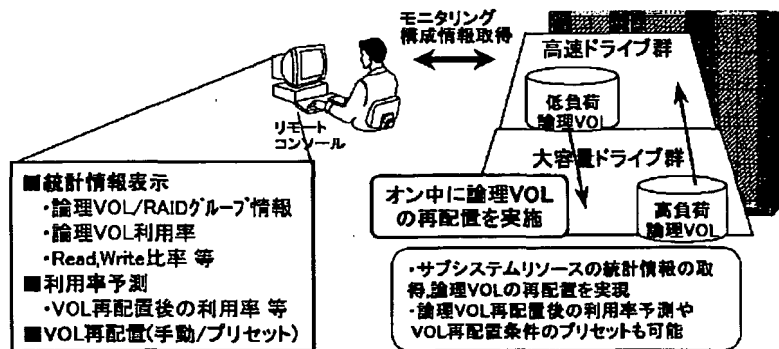 モニタリング
構成情報取得
高速ドライブ群
低負荷
論理VOL
リモート
コンソール
大容量ドライブ群
オン中に論理VOL
の再配置を実施
高負荷
論理VOL
■統計情報表示
・論理VOL/RAIDグループ情報
・論理VOL利用率
・Read,Write比率 等
■利用率予測
・VOL再配置後の利用率 等
■VOL再配置(手動/プリセット)
・サブシステムリソースの統計情報の取
得,論理VOLの再配置を実現
・論理VOL再配置後の利用率予測や
VOL再配置条件のプリセットも可能